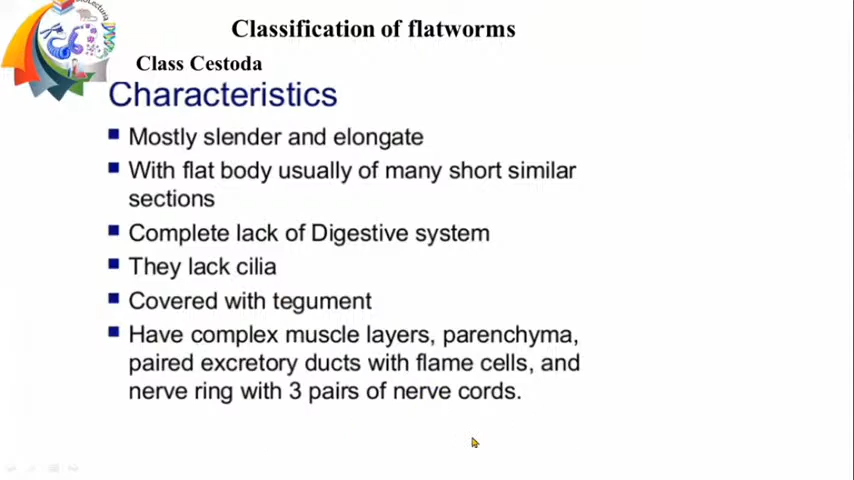 Classification of flatworms
Class Cestoda
Characteristics
Mostly slender and elongate
With flat body usually of many short similar
sections
Complete lack of Digestive system
They lack cilia
Covered with tegument
Have complex muscle layers, parenchyma,
paired excretory ducts with flame cells, and
nerve ring with 3 pairs of nerve cords.